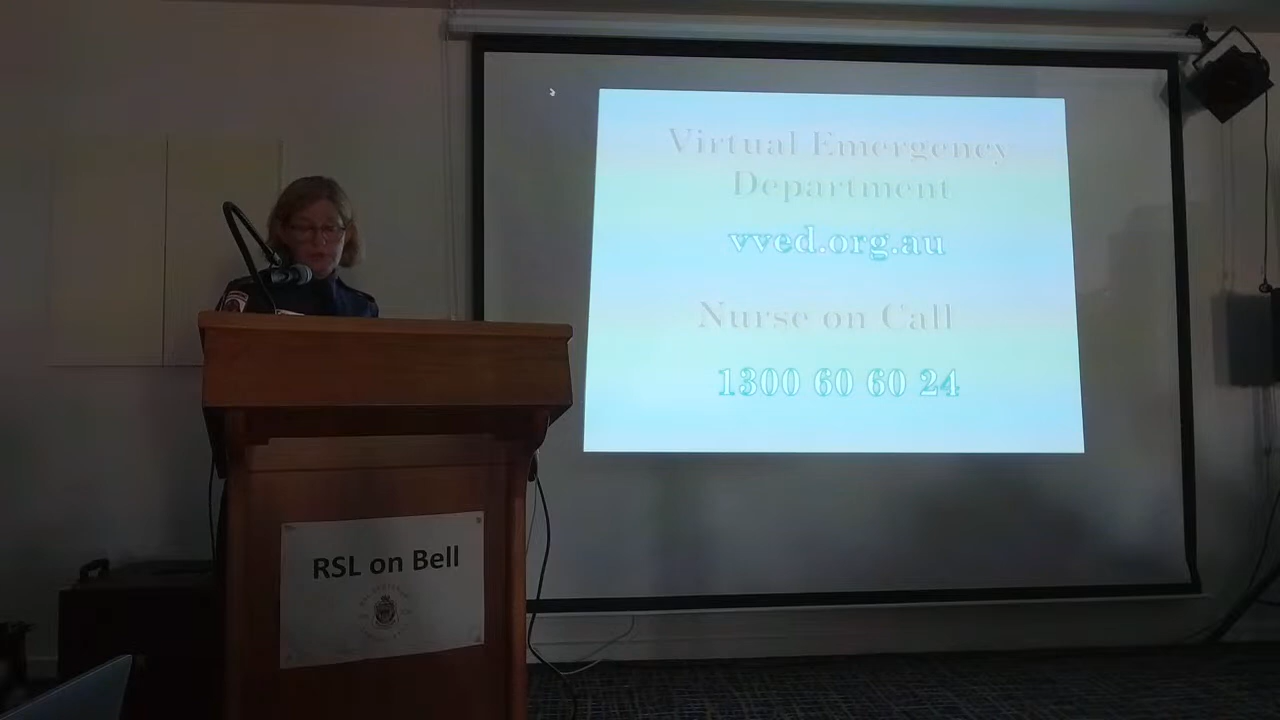 Virtual Emergency
Department
vved.org.au
Nurse on Call
1300 60 60 24
RSL on Bell